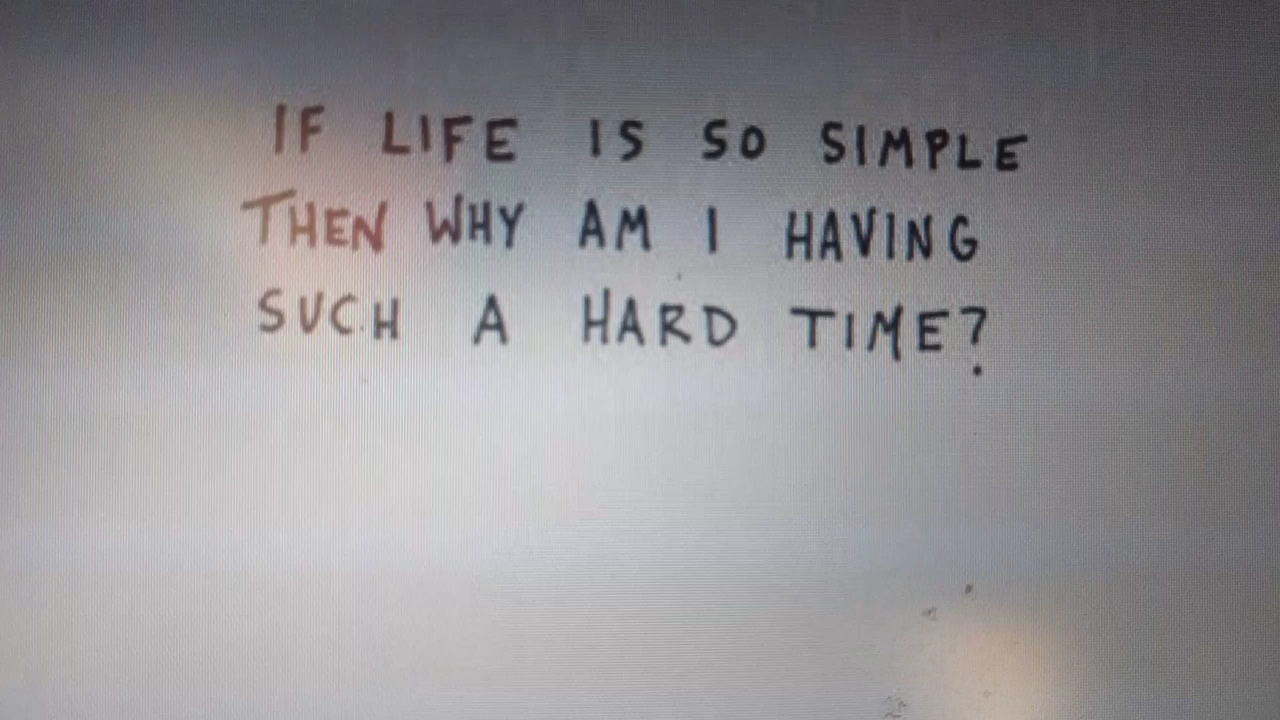 IF LIFE IS SO SIMPLE
THEN WHY AM I HAVING
SUCH A HARD TIME?